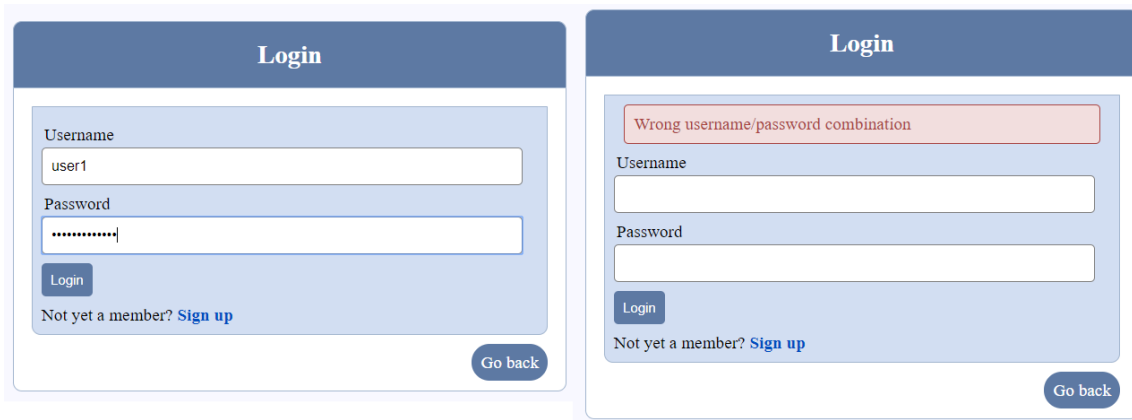 Login
Username
user1
Password
•••••••••••••
Login
Not yet a member? Sign up
Go back
Login
Wrong username/password combination
Username
Password
Login
Not yet a member? Sign up
Go back